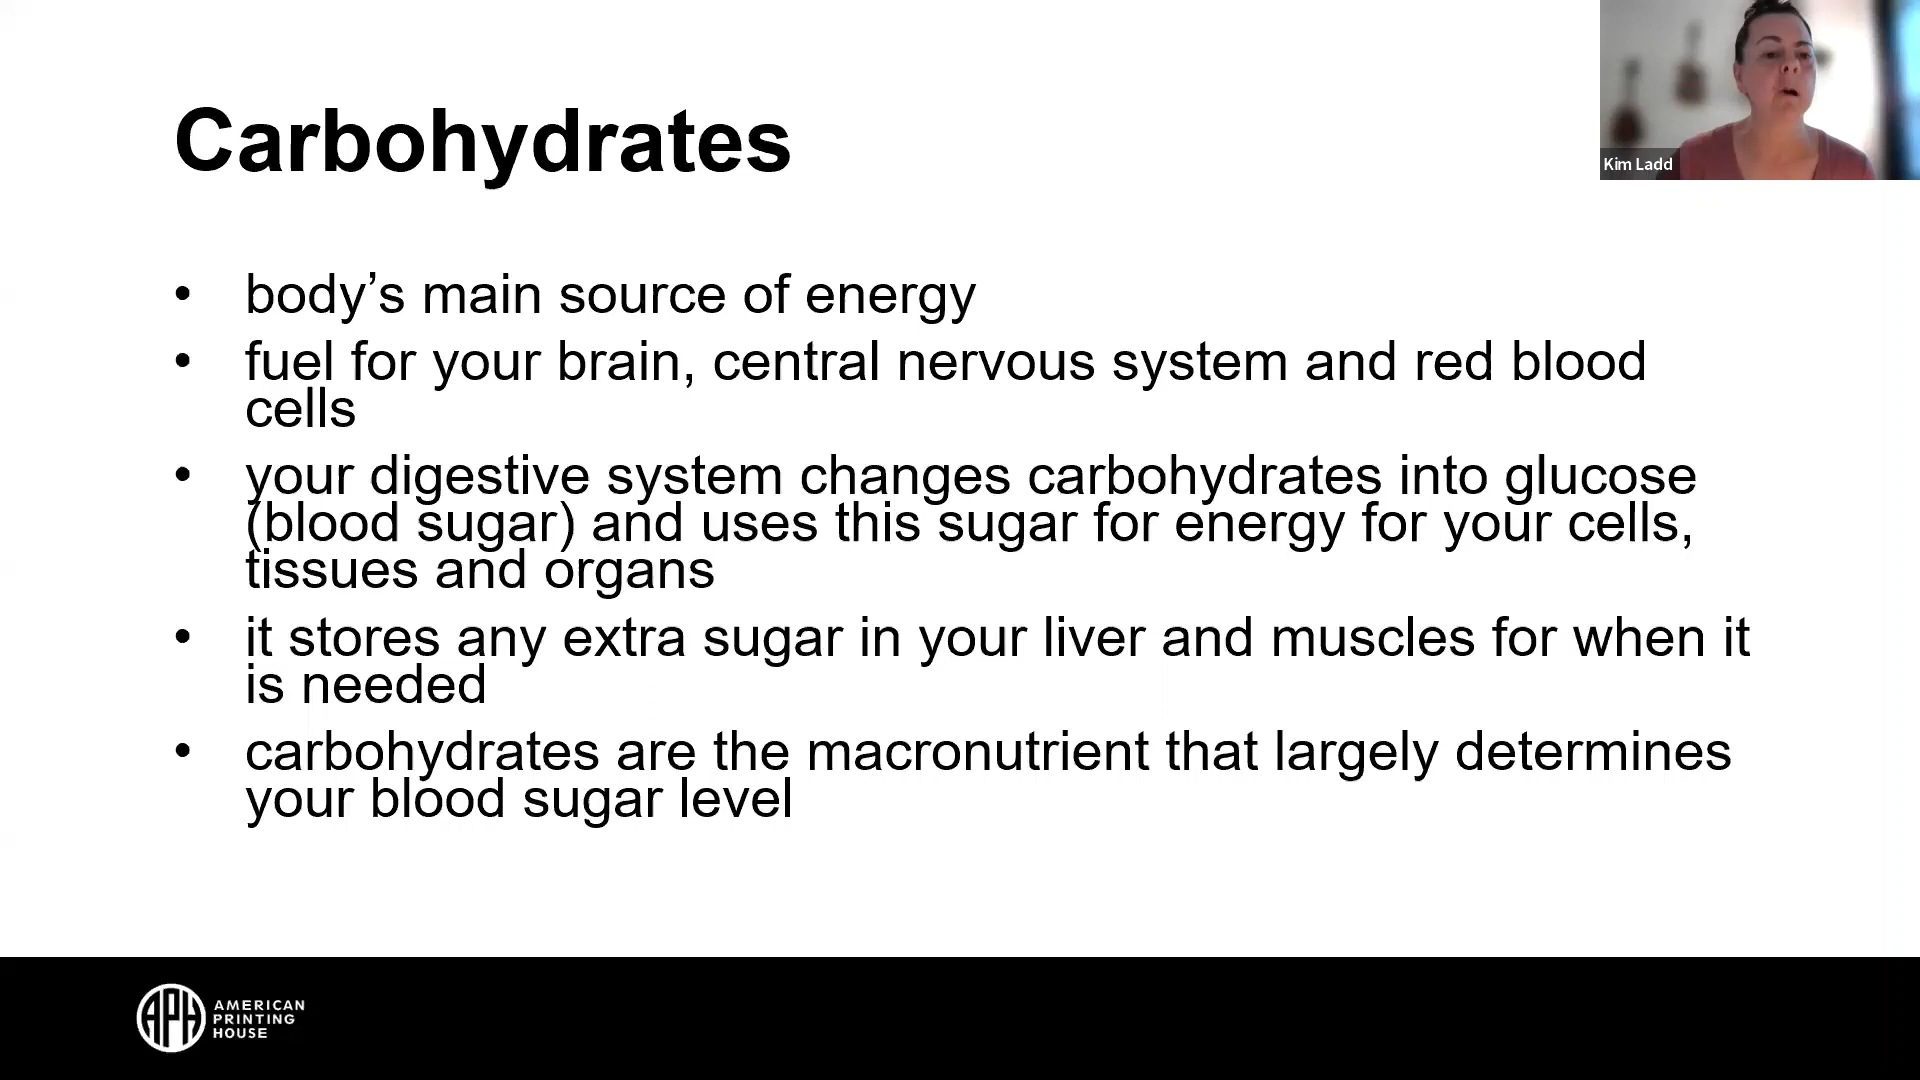 Carbohydrates
Kim Ladd
• body’s main source of energy
• fuel for your brain, central nervous system and red blood
cells
• your digestive system changes carbohydrates into glucose
(blood sugar) and uses this sugar for energy for your cells,
tissues and organs
• it stores any extra sugar in your liver and muscles for when it
is needed
• carbohydrates are the macronutrient that largely determines
your blood sugar level
APH
AMERICAN
PRINTING
HOUSE